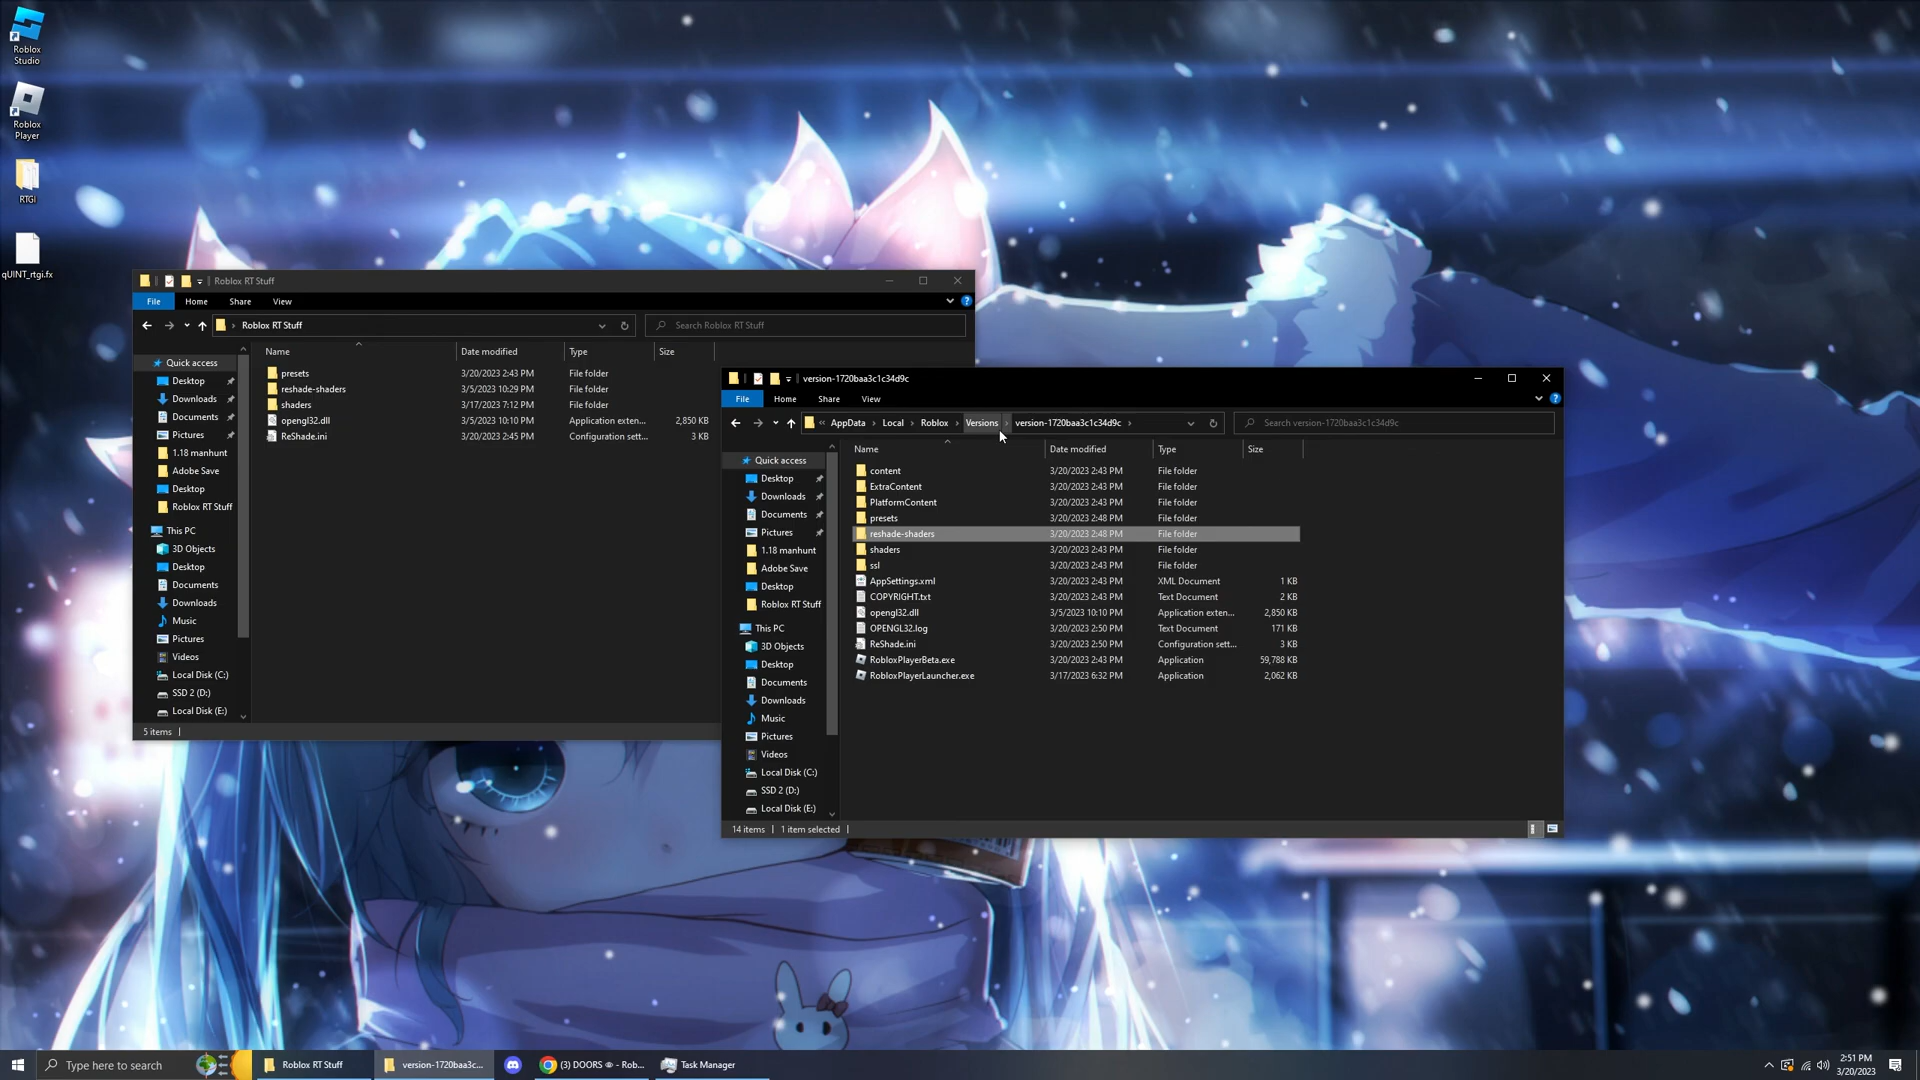 Roblox
Studio
Roblox
Player
RTGI
qUINT_rtgi.fx
Roblox RT Stuff
File
Home
Share
View
Roblox RT Stuff
Search Roblox RT Stuff
Name
Date modified
Type
Size
Quick access
Desktop
Downloads
Documents
Pictures
1.18 manhunt
Adobe Save
Desktop
Roblox RT Stuff
This PC
3D Objects
Desktop
Documents
Downloads
Music
Pictures
Videos
Local Disk (C:)
SSD 2 (D:)
Local Disk (E:)
presets 3/20/2023 2:43 PM File folder
reshade-shaders 3/5/2023 10:29 PM File folder
shaders 3/17/2023 7:12 PM File folder
opengl32.dll 3/5/2023 10:10 PM Application exten... 2,850 KB
ReShade.ini 3/20/2023 2:45 PM Configuration sett... 3 KB
5 items
version-1720baa3c1c34d9c
File
Home
Share
View
« AppData › Local › Roblox › Versions › version-1720baa3c1c34d9c ›
Search version-1720baa3c1c34d9c
Name
Date modified
Type
Size
Quick access
Desktop
Downloads
Documents
Pictures
1.18 manhunt
Adobe Save
Desktop
Roblox RT Stuff
This PC
3D Objects
Desktop
Documents
Downloads
Music
Pictures
Videos
Local Disk (C:)
SSD 2 (D:)
Local Disk (E:)
content 3/20/2023 2:43 PM File folder
ExtraContent 3/20/2023 2:43 PM File folder
PlatformContent 3/20/2023 2:43 PM File folder
presets 3/20/2023 2:48 PM File folder
reshade-shaders 3/20/2023 2:48 PM File folder
shaders 3/20/2023 2:43 PM File folder
ssl 3/20/2023 2:43 PM File folder
AppSettings.xml 3/20/2023 2:43 PM XML Document 1 KB
COPYRIGHT.txt 3/20/2023 2:43 PM Text Document 2 KB
opengl32.dll 3/5/2023 10:10 PM Application exten... 2,850 KB
OPENGL32.log 3/20/2023 2:50 PM Text Document 171 KB
ReShade.ini 3/20/2023 2:50 PM Configuration sett... 3 KB
RobloxPlayerBeta.exe 3/20/2023 2:43 PM Application 59,788 KB
RobloxPlayerLauncher.exe 3/17/2023 6:32 PM Application 2,062 KB
14 items 1 item selected
Type here to search
Roblox RT Stuff
version-1720baa3c...
(3) DOORS 👁 - Rob...
Task Manager
2:51 PM
3/20/2023